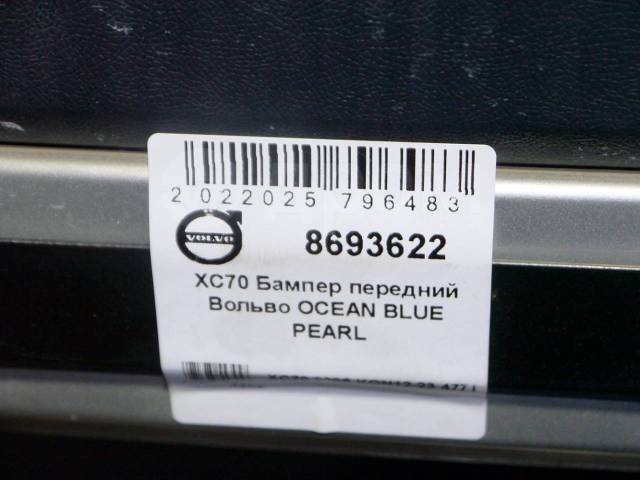 2 022025 796483
VOLVO
8693622
XC70 Бампер передний
Вольво OCEAN BLUE
PEARL